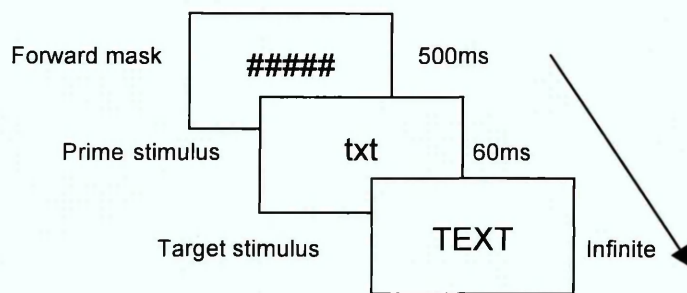 Forward mask ##### 500ms
Prime stimulus txt 60ms
Target stimulus TEXT Infinite